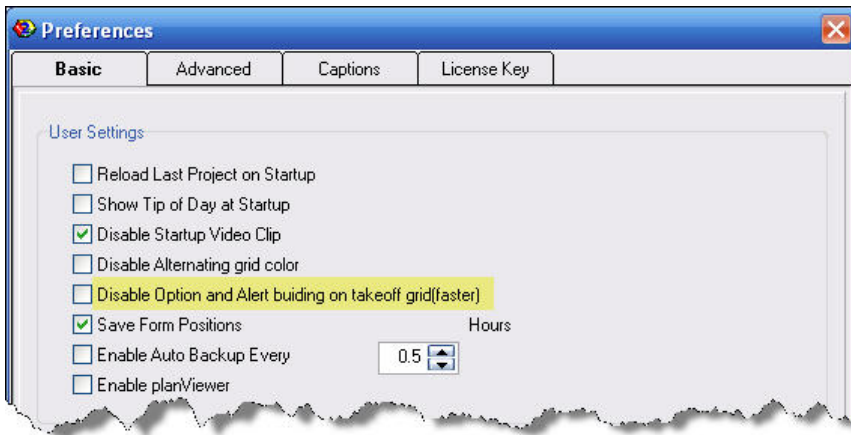 Preferences
Basic Advanced Captions License Key
User Settings
Reload Last Project on Startup
Show Tip of Day at Startup
Disable Startup Video Clip
Disable Alternating grid color
Disable Option and Alert buiding on takeoff grid(faster)
Save Form Positions Hours
Enable Auto Backup Every 0.5
Enable planViewer